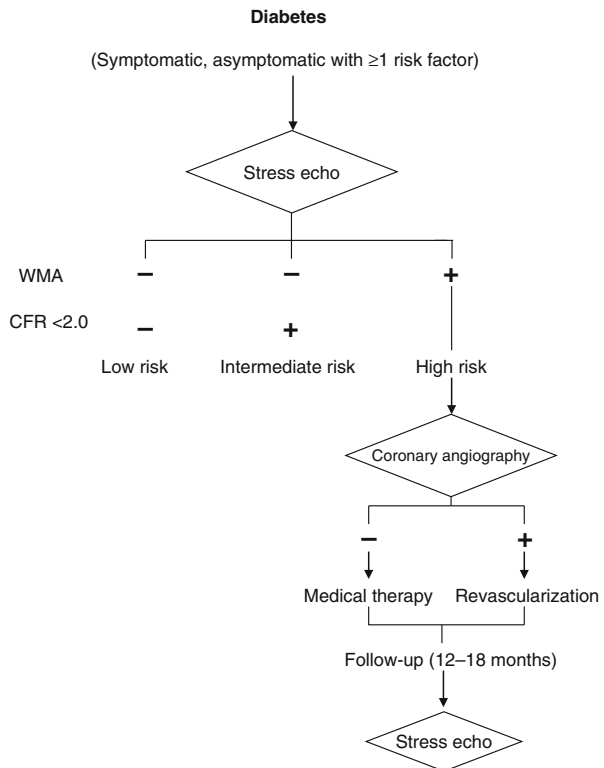 Diabetes
(Symptomatic, asymptomatic with ≥1 risk factor)
Stress echo
WMA − − +
CFR <2.0 − +
Low risk Intermediate risk High risk
Coronary angiography
− +
Medical therapy Revascularization
Follow-up (12–18 months)
Stress echo